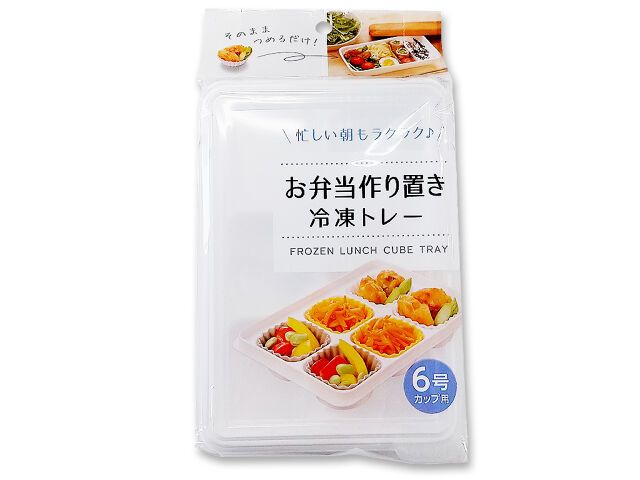 そのまま
つめるだけ!
忙しい朝もラクラク♪
お弁当作り置き
冷凍トレー
FROZEN LUNCH CUBE TRAY
6号
カップ用